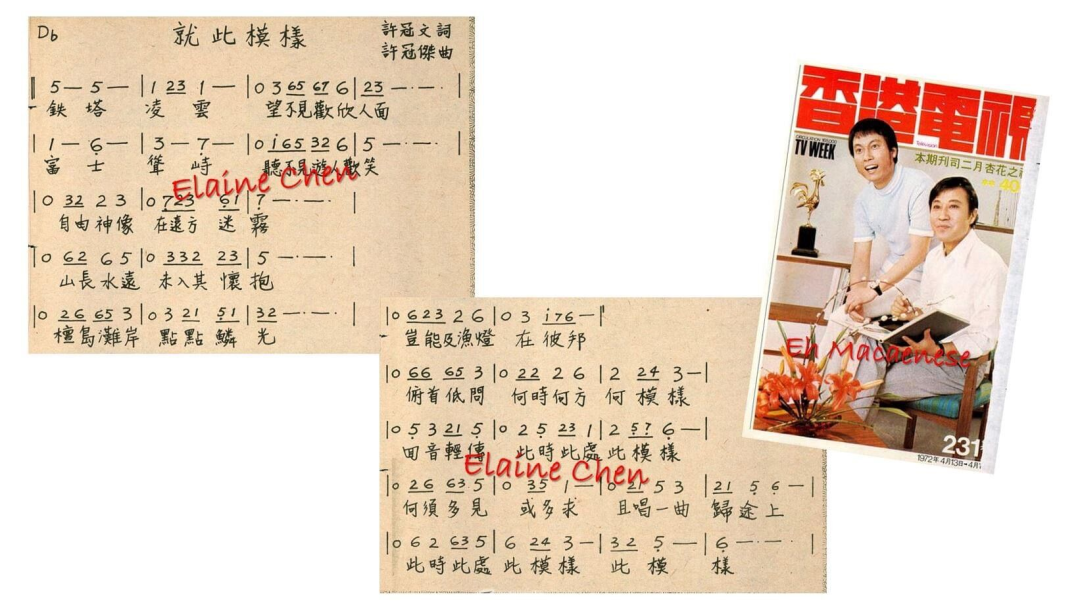 Db 就此模樣 許冠文詞
許冠傑曲
5 — 5 — | 1 23 1 — | 0 3 65 67 6 | 23 — · — · |
鉄塔 凌雲 望不見歡欣人面
1 — 6 — | 3 — 7 — | 0 i65 32 6 | 5 — · — · |
富士 聳峙 聽不見遊人歡笑
| 0 32 2 3 | 0 723 61 | 7 — · — · |
自由神像 在遠方 迷霧
| 0 62 6 5 | 0 332 23 | 5 — · — · |
山長水遠 未入其懷抱
| 0 26 65 3 | 0 3 21 51 | 32 — · — · |
檀島灘岸 點點鱗光
| 0 623 2 6 | 0 3 i76 — |
豈能及漁燈 在彼邦
| 0 66 65 3 | 0 22 2 6 | 2 24 3 — |
俯首低問 何時何方 何模樣
| 0 5 3 21 5 | 0 2 5 23 1 | 2 57 6 — |
回音輕傳 此時此處 此模樣
| 0 26 63 5 | 0 35 1 — | 0 21 5 3 | 21 5 6 — |
何須多見 或多求 且唱一曲 歸途上
| 0 6 2 63 5 | 6 24 3 — | 32 5 — | 6 — · — · |
此時此處 此模樣 此模樣
Elaine Chen
Elaine Chen
香港電視
TV WEEK
本期刊司二月杏花之
40
Eh Macaenese
231
1972年4月13日-4月